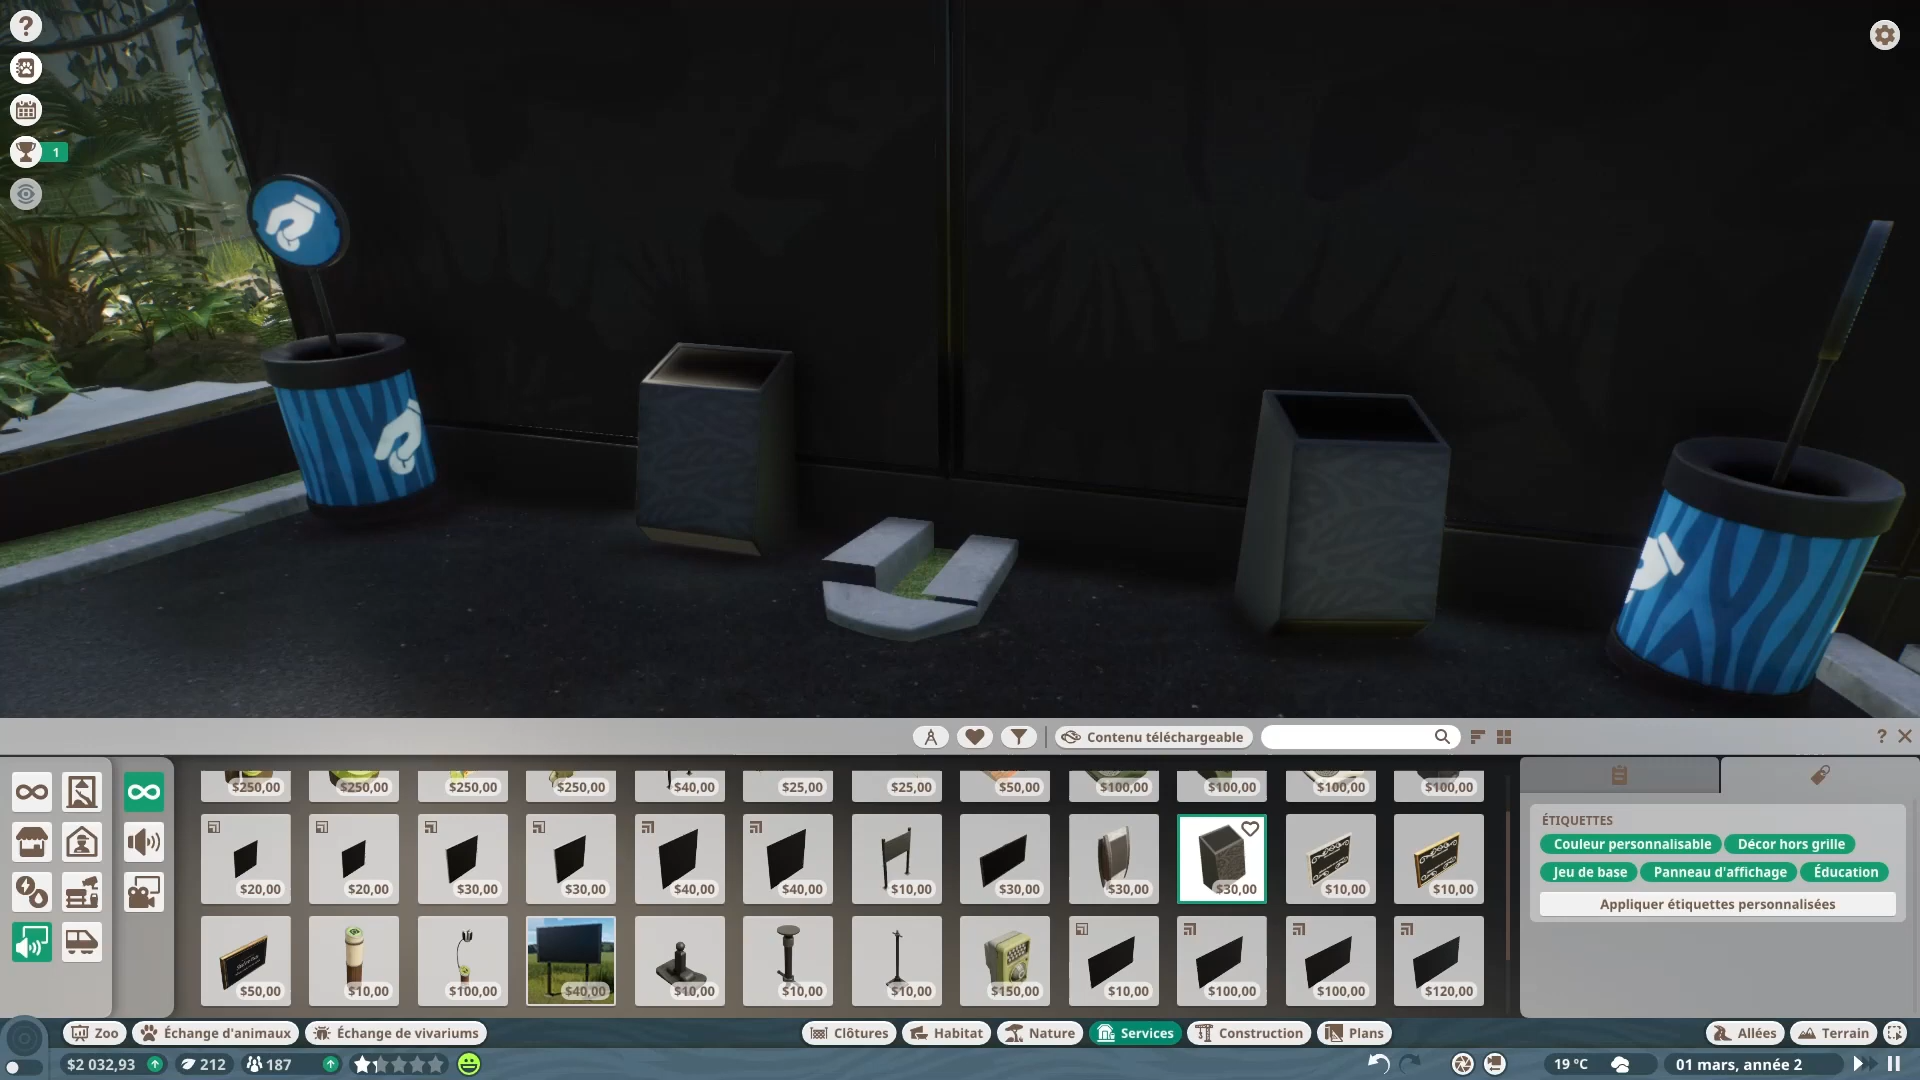 ?
1
Contenu téléchargeable
?
$250,00 $250,00 $250,00 $250,00 $40,00 $25,00 $25,00 $50,00 $100,00 $100,00 $100,00 $100,00
$20,00 $20,00 $30,00 $30,00 $40,00 $40,00 $10,00 $30,00 $30,00 $30,00 $10,00 $10,00
$50,00 $10,00 $100,00 $40,00 $10,00 $10,00 $10,00 $150,00 $10,00 $100,00 $100,00 $120,00
ÉTIQUETTES
Couleur personnalisable Décor hors grille
Jeu de base Panneau d'affichage Éducation
Appliquer étiquettes personnalisées
Zoo Échange d'animaux Échange de vivariums Clôtures Habitat Nature Services Construction Plans Allées Terrain
$2 032,93 212 187 19 °C 01 mars, année 2